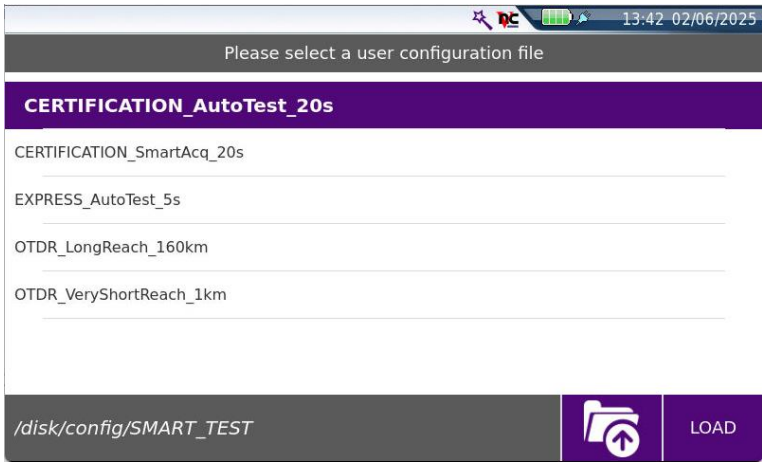 13:42 02/06/2025
Please select a user configuration file
CERTIFICATION_AutoTest_20s
CERTIFICATION_SmartAcq_20s
EXPRESS_AutoTest_5s
OTDR_LongReach_160km
OTDR_VeryShortReach_1km
/disk/config/SMART_TEST
LOAD